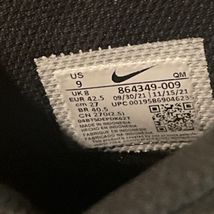 US
9
QM
UK 8
EUR 42.5
cm 27
BR 40.5
CN 270(2.5)
864349-009
09/30/21 11/15/21
UPC 00195869046235
MADE IN INDONESIA